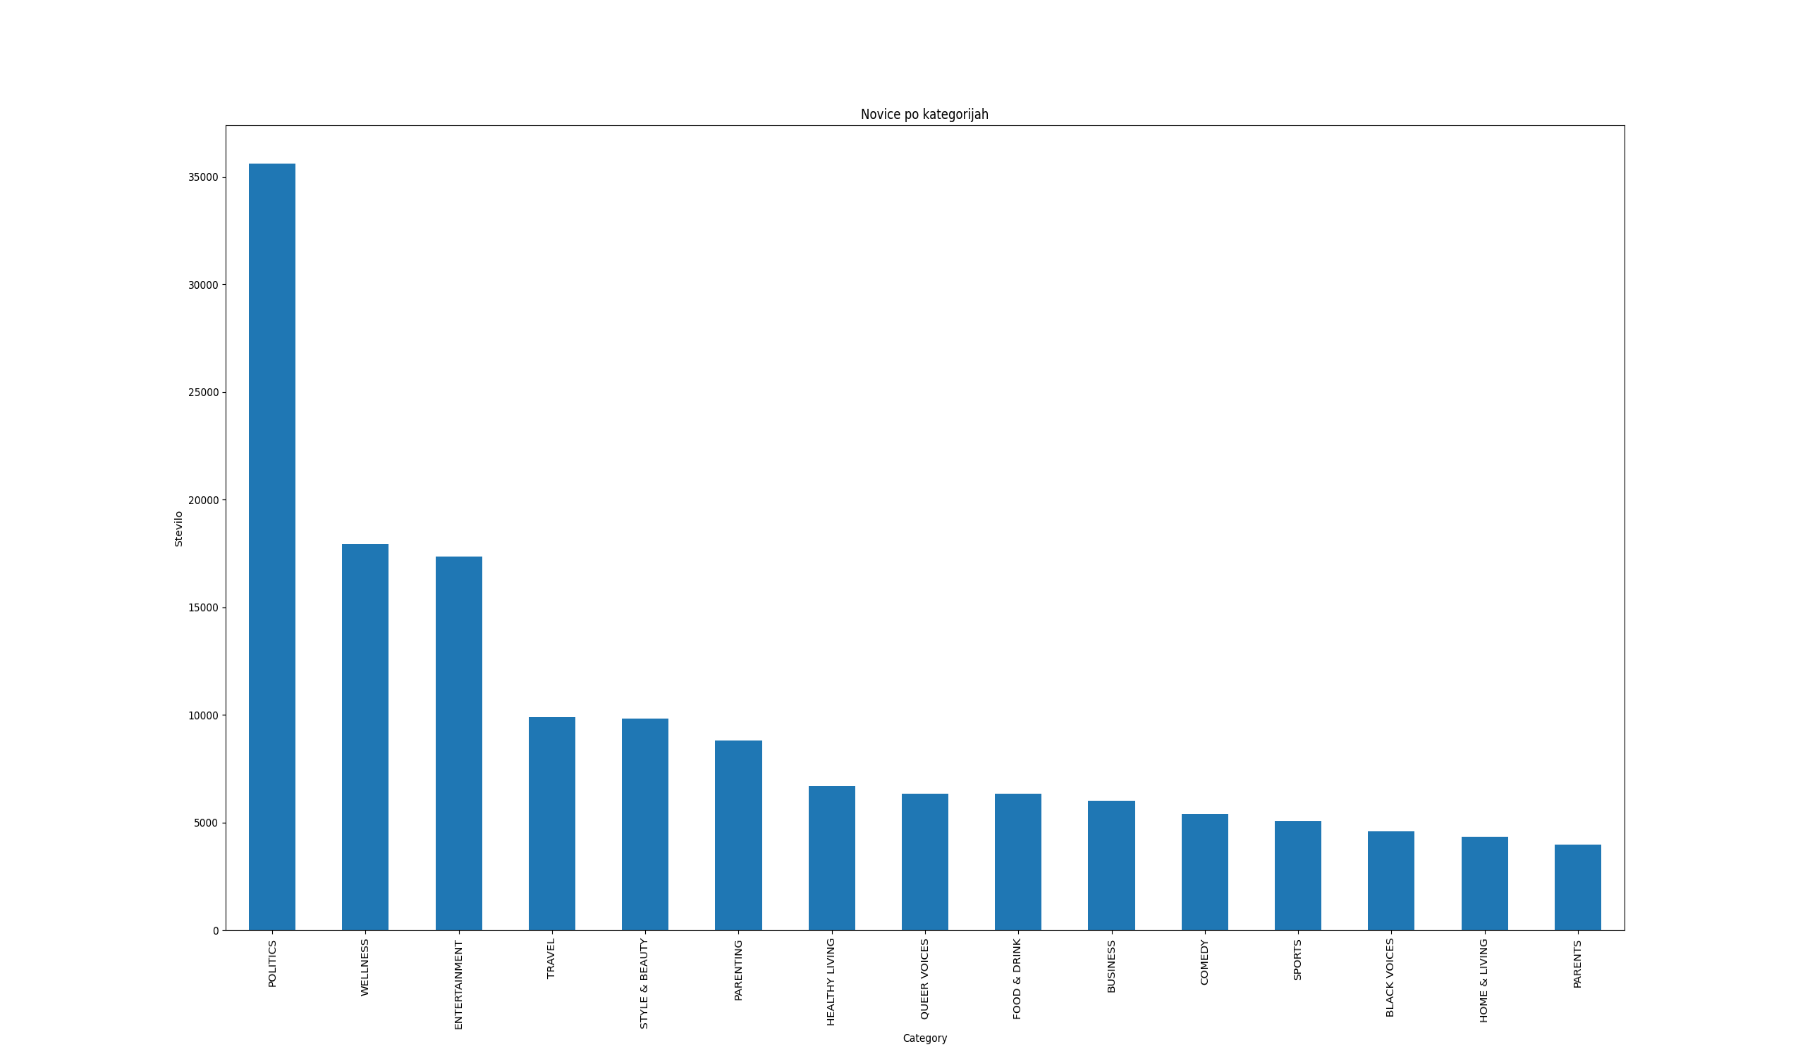 Novice po kategorijah
35000
30000
25000
20000
15000
10000
5000
0
Stevilo
POLITICS
WELLNESS
ENTERTAINMENT
TRAVEL
STYLE & BEAUTY
PARENTING
HEALTHY LIVING
QUEER VOICES
FOOD & DRINK
BUSINESS
COMEDY
SPORTS
BLACK VOICES
HOME & LIVING
PARENTS
Category